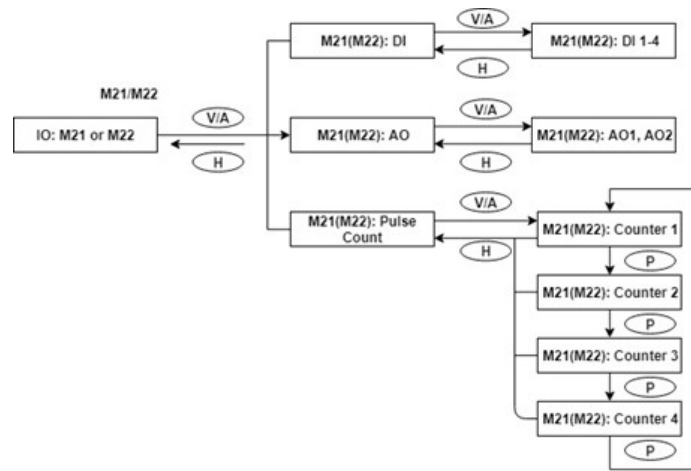 V/A
M21(M22): DI
M21(M22): DI 1-4
H
M21/M22
V/A
V/A
IO: M21 or M22
M21(M22): AO
M21(M22): AO1, AO2
H
H
V/A
M21(M22): Pulse
Count
M21(M22): Counter 1
H
P
M21(M22): Counter 2
P
M21(M22): Counter 3
P
M21(M22): Counter 4
P